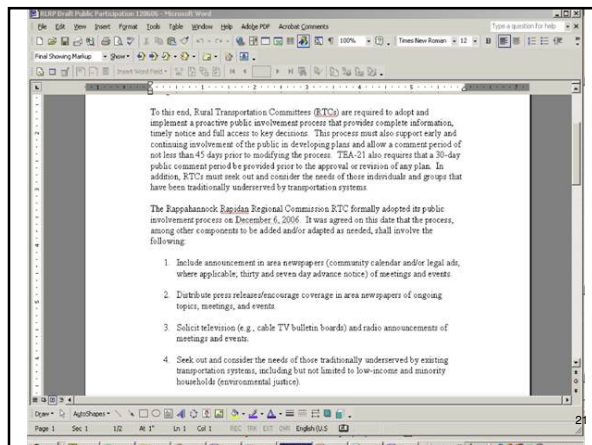 RLRP Draft Public Participation 120606 - Microsoft Word
File Edit View Insert Format Tools Table Window Help Adobe PDF Acrobat Comments
Type a question for help
100% Times New Roman 12 B
Final Showing Markup Show
Insert Word Field
To this end, Rural Transportation Committees (RTCs) are required to adopt and
implement a proactive public involvement process that provides complete information,
timely notice and full access to key decisions. This process must also support early and
continuing involvement of the public in developing plans and allow a comment period of
not less than 45 days prior to modifying the process. TEA-21 also requires that a 30-day
public comment period be provided prior to the approval or revision of any plan. In
addition, RTCs must seek out and consider the needs of those individuals and groups that
have been traditionally underserved by transportation systems.
The Rappahannock Rapidan Regional Commission RTC formally adopted its public
involvement process on December 6, 2006. It was agreed on this date that the process,
among other components to be added and/or adapted as needed, shall involve the
following:
1. Include announcement in area newspapers (community calendar and/or legal ads,
where applicable; thirty and seven day advance notice) of meetings and events.
2. Distribute press releases/encourage coverage in area newspapers of ongoing
topics, meetings, and events.
3. Solicit television (e.g., cable TV bulletin boards) and radio announcements of
meetings and events.
4. Seek out and consider the needs of those traditionally underserved by existing
transportation systems, including but not limited to low-income and minority
households (environmental justice).
Draw AutoShapes
21
Page 1 Sec 1 1/2 At 1" Ln 1 Col 1 REC TRK EXT OVR English (U.S